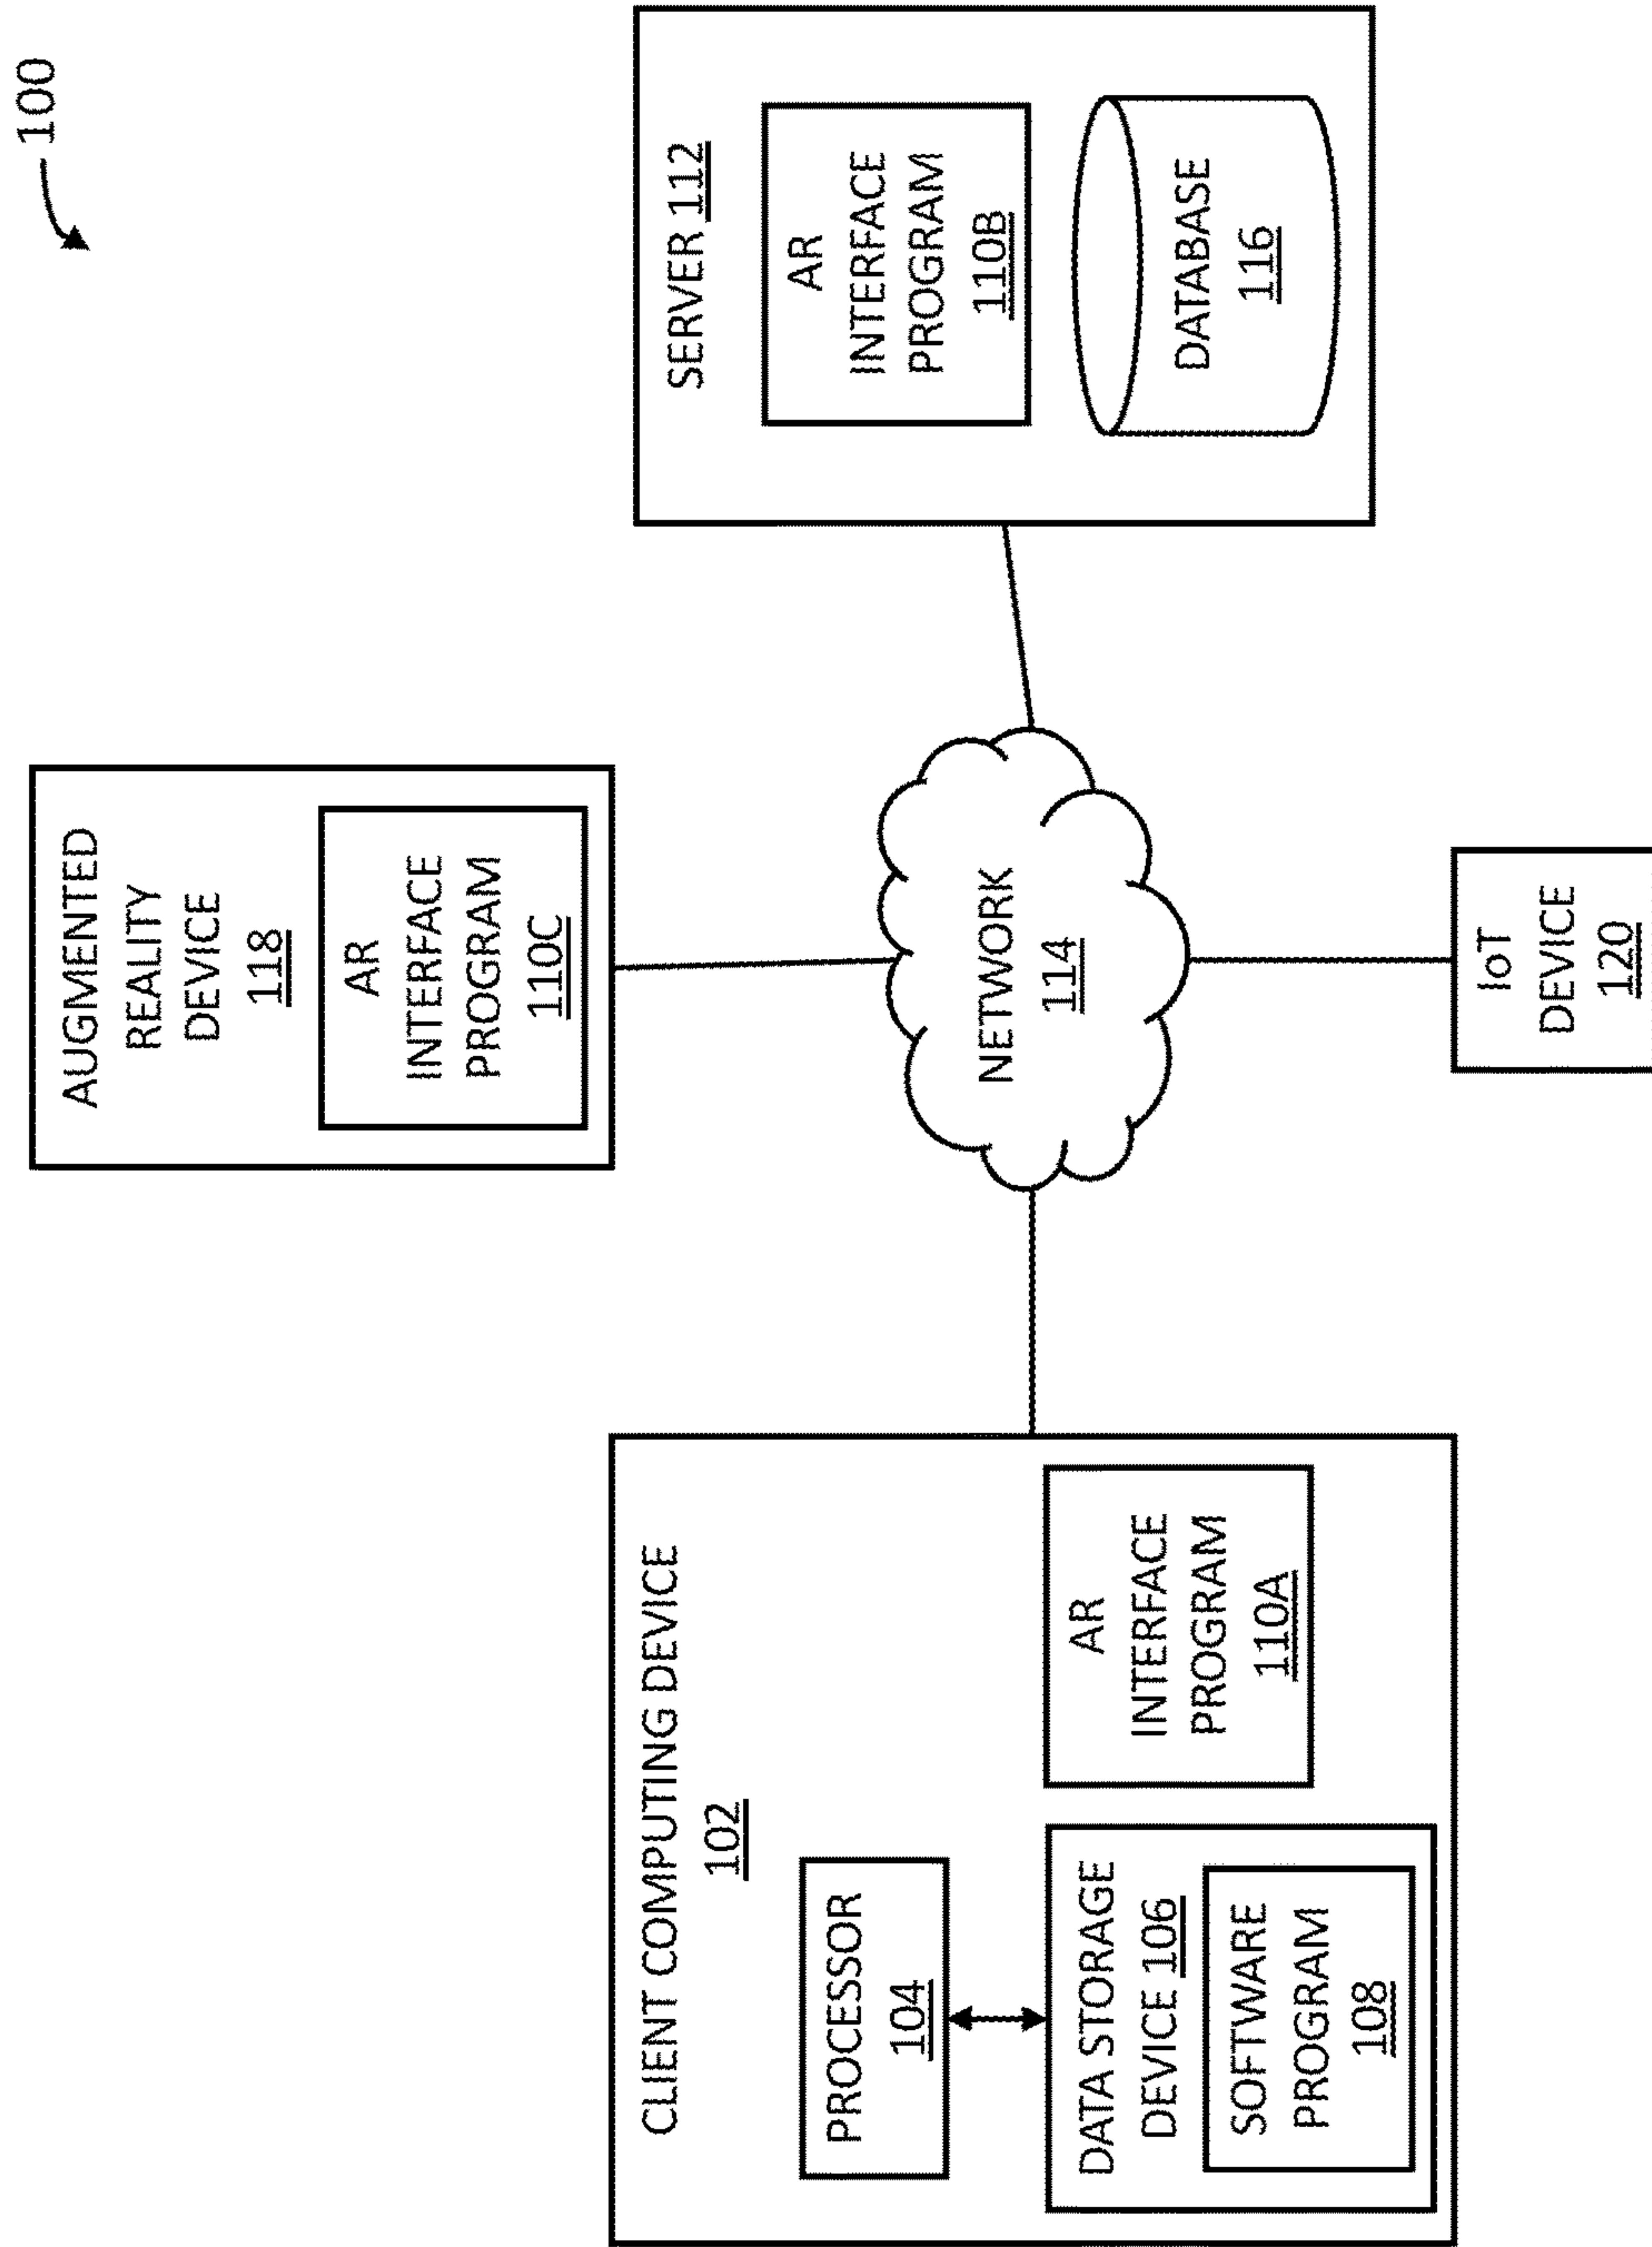 100
AUGMENTED
REALITY
DEVICE
118
AR
INTERFACE
PROGRAM
110C
CLIENT COMPUTING DEVICE
102
PROCESSOR
104
DATA STORAGE
DEVICE 106
SOFTWARE
PROGRAM
108
AR
INTERFACE
PROGRAM
110A
NETWORK
114
SERVER 112
AR
INTERFACE
PROGRAM
110B
DATABASE
116
IoT
DEVICE
120